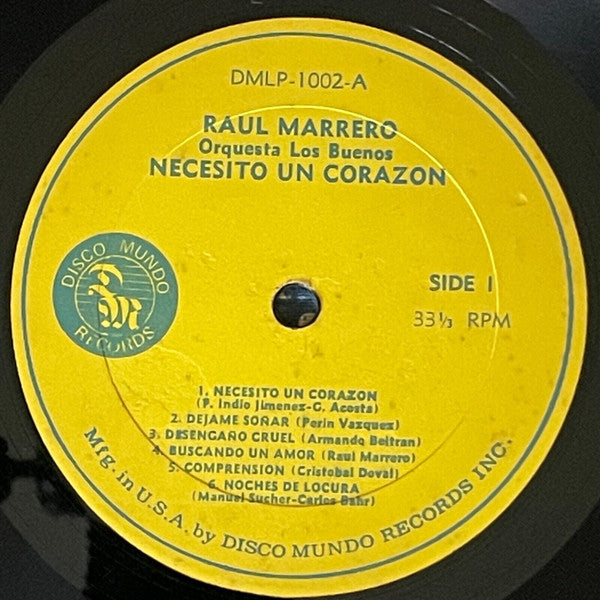 DMLP-1002-A
RAUL MARRERO
Orquesta Los Buenos
NECESITO UN CORAZON
DISCO MUNDO
DM
RECORDS
SIDE 1
33⅓ RPM
1. NECESITO UN CORAZON
(P. Indio Jimenez-G. Acosta)
2. DEJAME SOÑAR (Perin Vazquez)
3. DESENGAÑO CRUEL (Armando Beltran)
4. BUSCANDO UN AMOR (Raul Marrero)
5. COMPRENSION (Cristobal Doval)
6. NOCHES DE LOCURA
(Manuel Sucher-Carlos Bahr)
Mfg. in U.S.A. by DISCO MUNDO RECORDS INC.